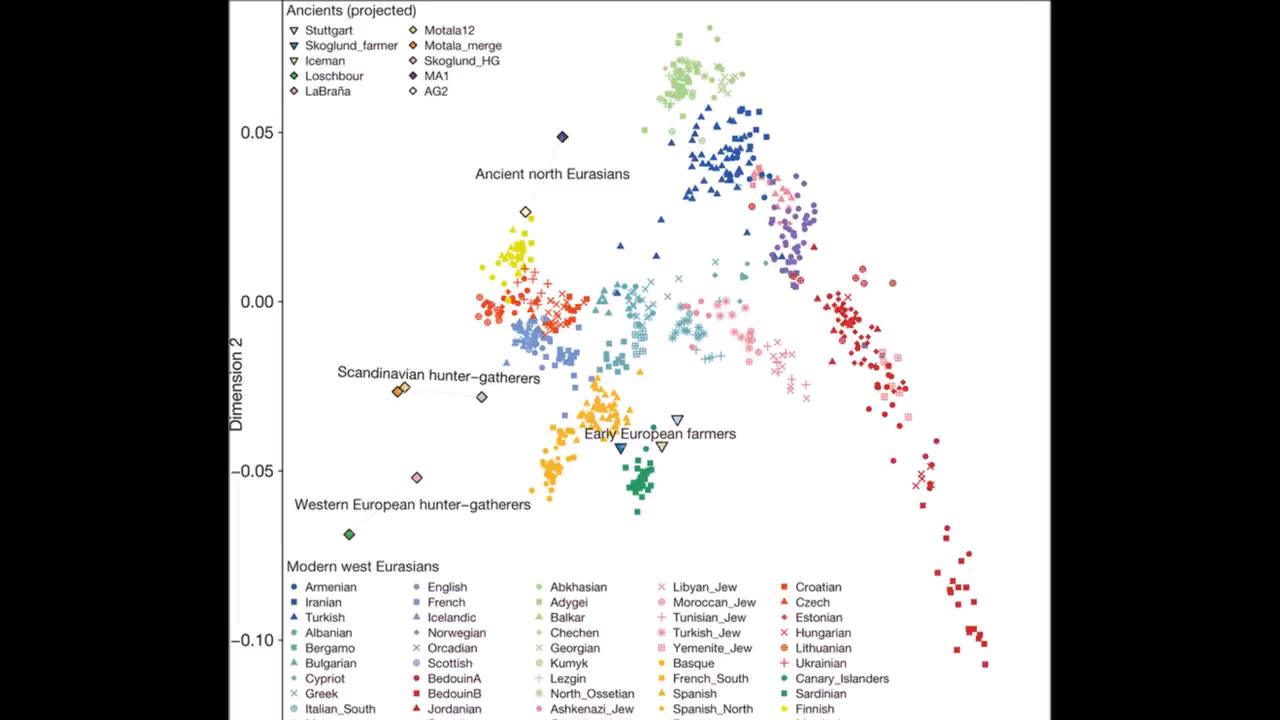 Ancients (projected)
Stuttgart Motala12
Skoglund_farmer Motala_merge
Iceman Skoglund_HG
Loschbour MA1
LaBraña AG2
0.05
Ancient north Eurasians
0.00
Dimension 2
Scandinavian hunter–gatherers
Early European farmers
–0.05
Western European hunter–gatherers
Modern west Eurasians
Armenian English Abkhasian Libyan_Jew Croatian
Iranian French Adygei Moroccan_Jew Czech
Turkish Icelandic Balkar Tunisian_Jew Estonian
Albanian Norwegian Chechen Turkish_Jew Hungarian
–0.10
Bergamo Orcadian Georgian Yemenite_Jew Lithuanian
Bulgarian Scottish Kumyk Basque Ukrainian
Cypriot BedouinA Lezgin French_South Canary_Islanders
Greek BedouinB North_Ossetian Spanish Sardinian
Italian_South Jordanian Ashkenazi_Jew Spanish_North Finnish